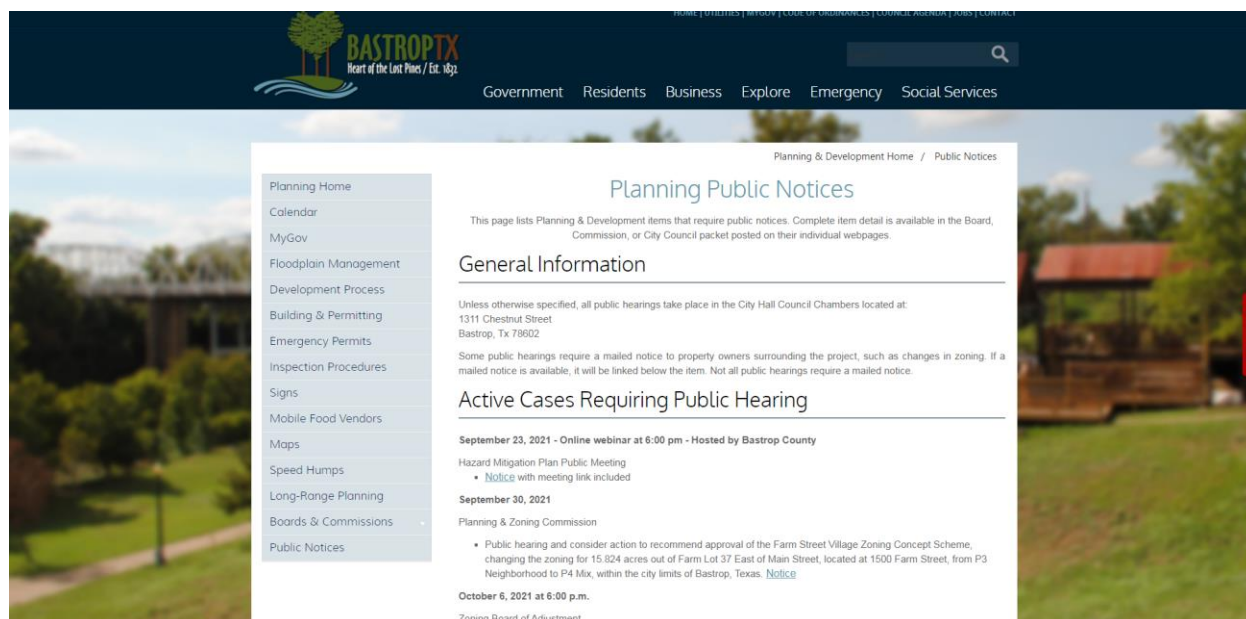 HOME | UTILITIES | MYGOV | CODE OF ORDINANCES | COUNCIL AGENDA | JOBS | CONTACT
BASTROPTX
Heart of the Lost Pines / Est. 1832
Government Residents Business Explore Emergency Social Services
Planning & Development Home / Public Notices
Planning Home
Calendar
MyGov
Floodplain Management
Development Process
Building & Permitting
Emergency Permits
Inspection Procedures
Signs
Mobile Food Vendors
Maps
Speed Humps
Long-Range Planning
Boards & Commissions
Public Notices
Planning Public Notices
This page lists Planning & Development items that require public notices. Complete item detail is available in the Board,
Commission, or City Council packet posted on their individual webpages.
General Information
Unless otherwise specified, all public hearings take place in the City Hall Council Chambers located at:
1311 Chestnut Street
Bastrop, Tx 78602
Some public hearings require a mailed notice to property owners surrounding the project, such as changes in zoning. If a
mailed notice is available, it will be linked below the item. Not all public hearings require a mailed notice.
Active Cases Requiring Public Hearing
September 23, 2021 - Online webinar at 6:00 pm - Hosted by Bastrop County
Hazard Mitigation Plan Public Meeting
• Notice with meeting link included
September 30, 2021
Planning & Zoning Commission
• Public hearing and consider action to recommend approval of the Farm Street Village Zoning Concept Scheme,
changing the zoning for 15.824 acres out of Farm Lot 37 East of Main Street, located at 1500 Farm Street, from P3
Neighborhood to P4 Mix, within the city limits of Bastrop, Texas. Notice
October 6, 2021 at 6:00 p.m.
Zoning Board of Adjustment